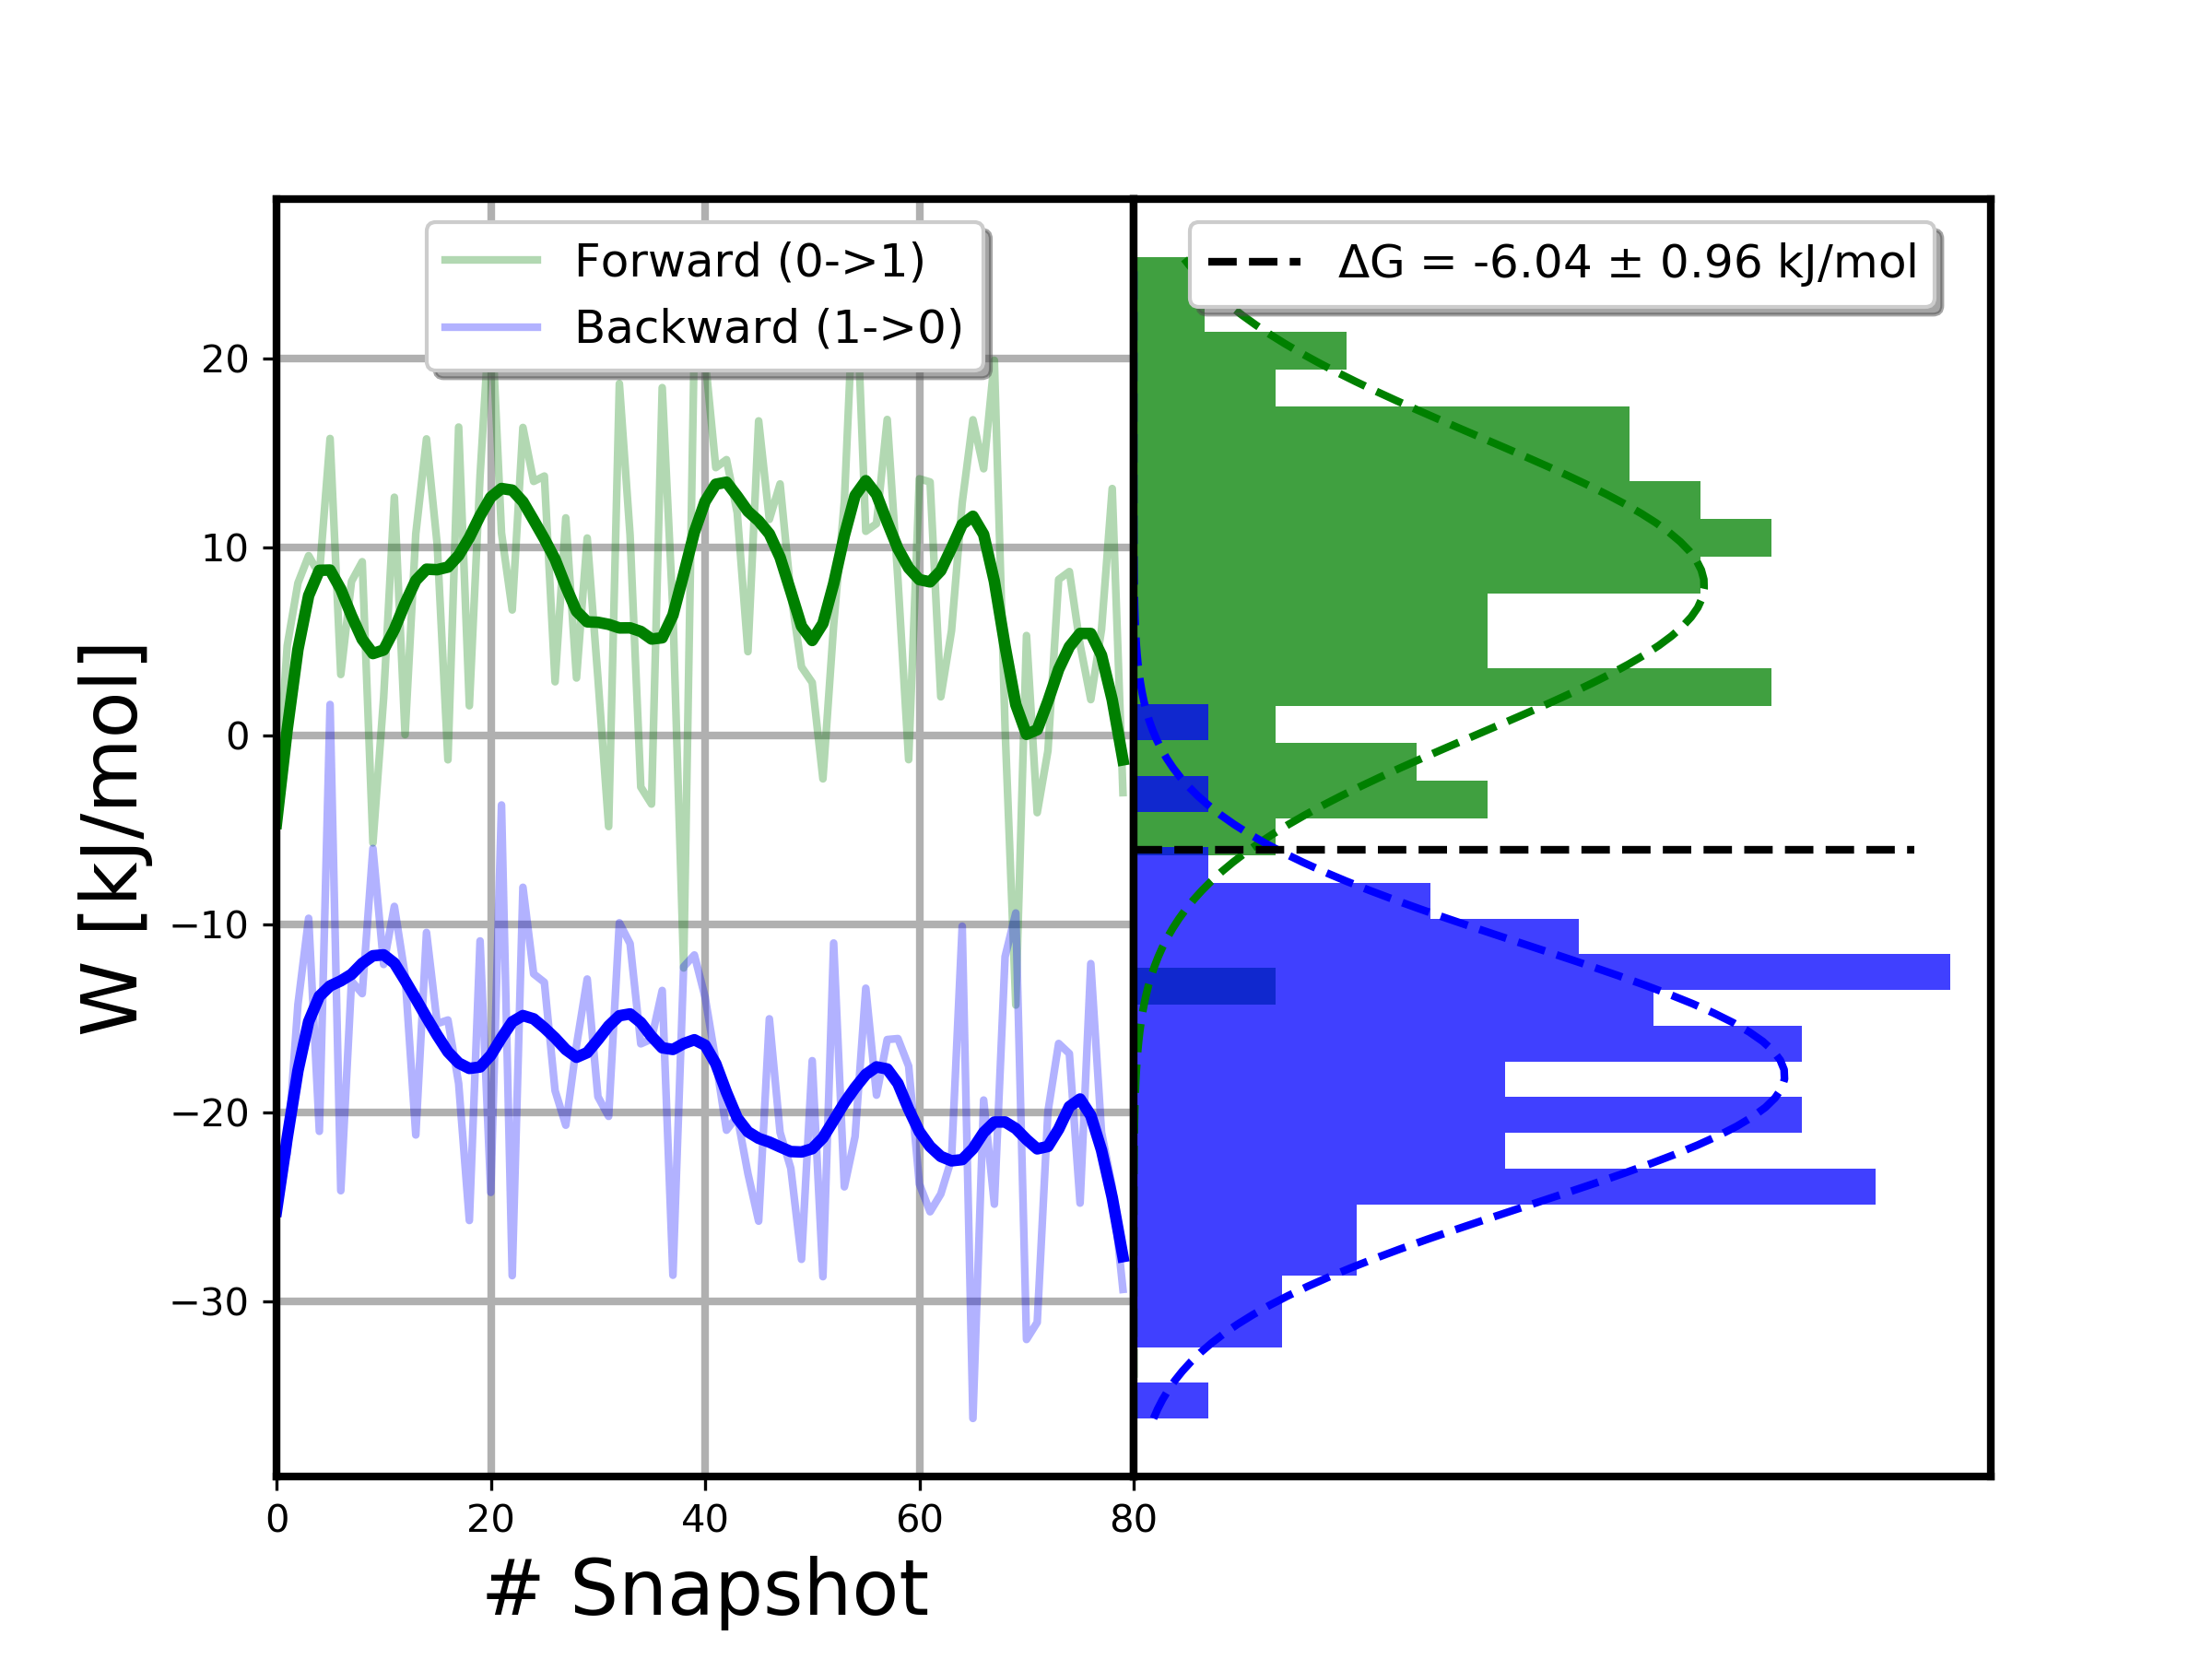 Forward (0->1)
Backward (1->0)
ΔG = -6.04 ± 0.96 kJ/mol
20
10
0
−10
−20
−30
W [kJ/mol]
0 20 40 60 80
# Snapshot